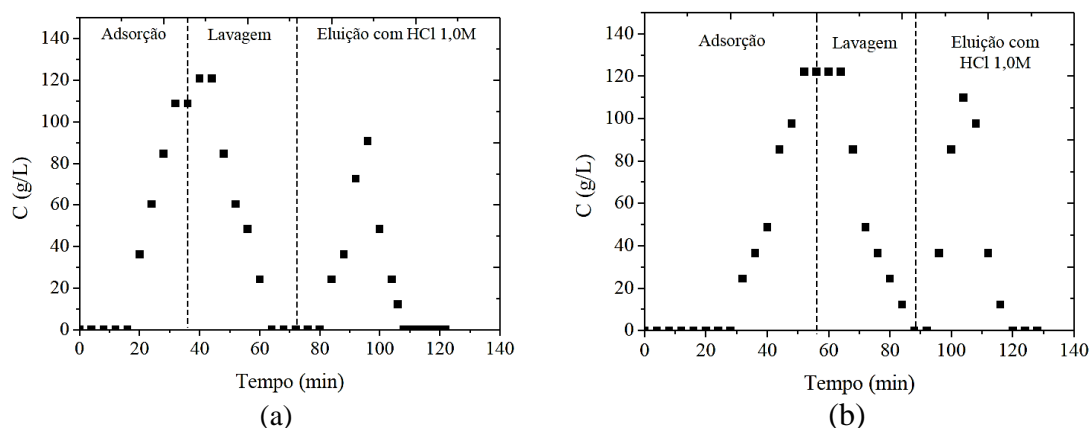 Adsorção Lavagem Eluição com HCl 1,0M
C (g/L)
140
120
100
80
60
40
20
0
0 20 40 60 80 100 120 140
Tempo (min)
(a)
Adsorção Lavagem Eluição com
HCl 1,0M
C (g/L)
140
120
100
80
60
40
20
0
0 20 40 60 80 100 120 140
Tempo (min)
(b)